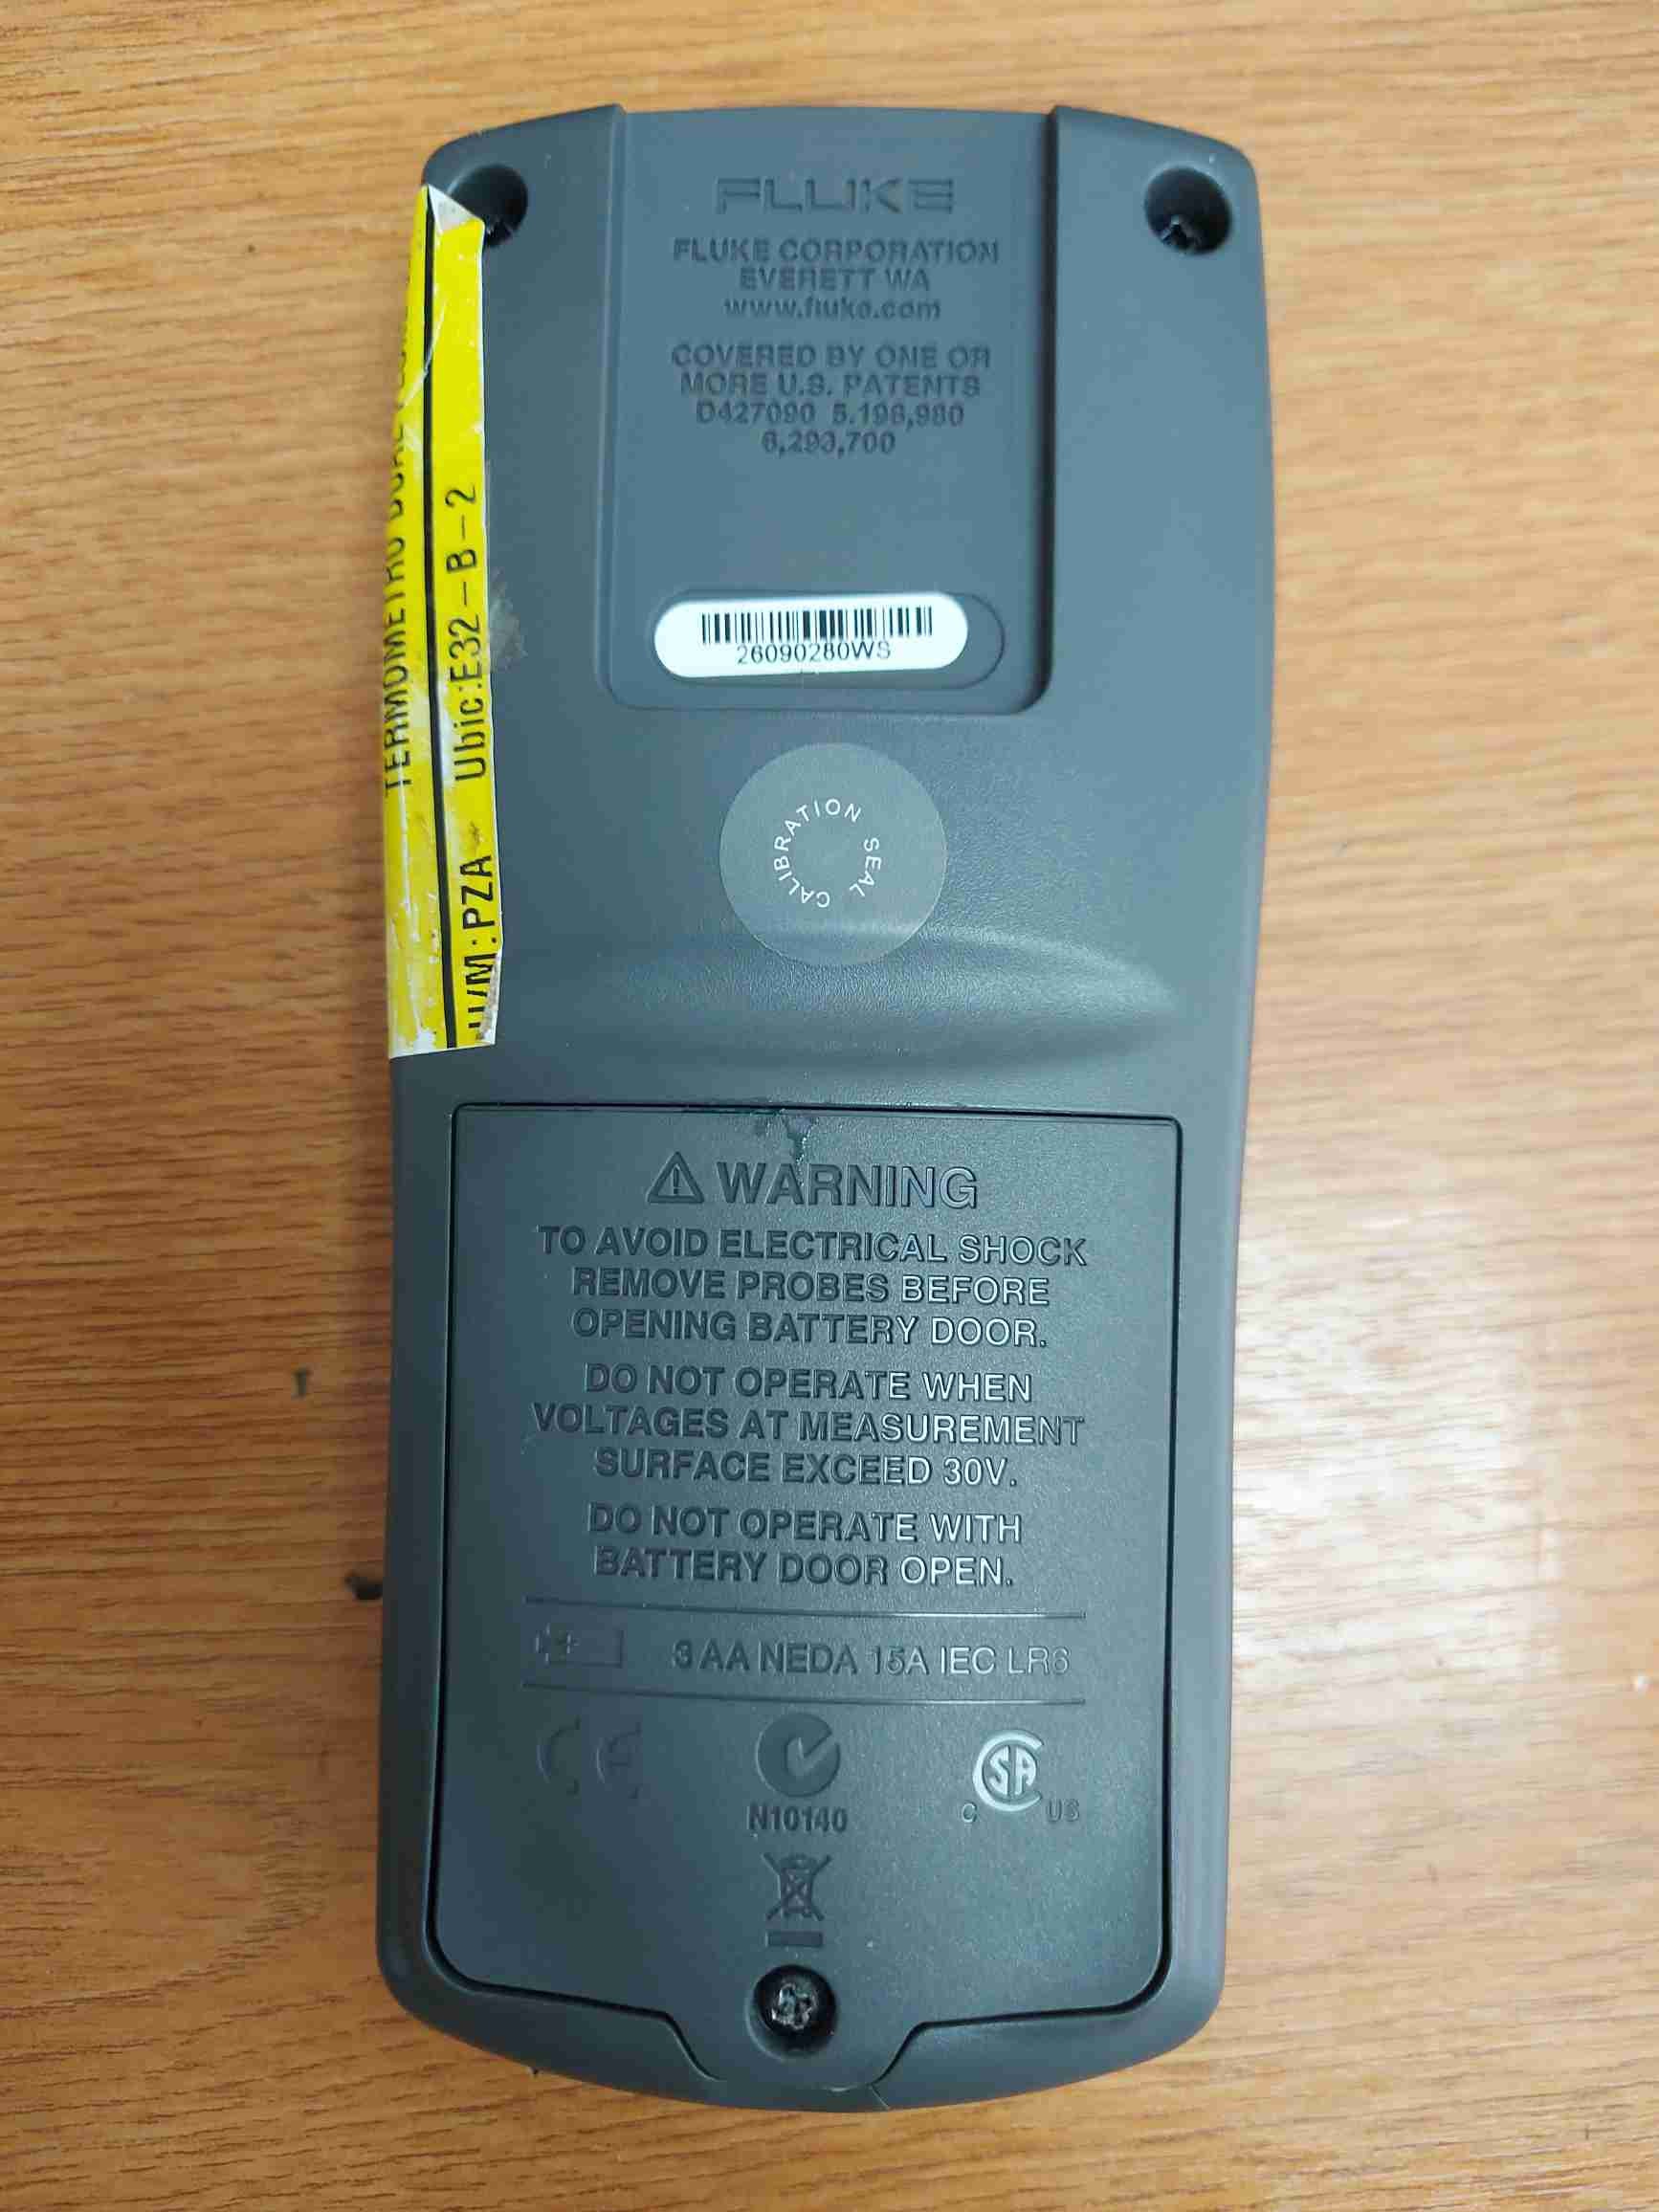 FLUKE
FLUKE CORPORATION
EVERETT WA
www.fluke.com
COVERED BY ONE OR
MORE U.S. PATENTS
D427090 5,198,980
6,293,700
26090280WS
CALIBRATION SEAL
TERMOMETRO
Ubic:E32-B-2
U/M:PZA
WARNING
TO AVOID ELECTRICAL SHOCK
REMOVE PROBES BEFORE
OPENING BATTERY DOOR.
DO NOT OPERATE WHEN
VOLTAGES AT MEASUREMENT
SURFACE EXCEED 30V.
DO NOT OPERATE WITH
BATTERY DOOR OPEN.
+ 3 AA NEDA 15A IEC LR6
CE
N10140
C SA US